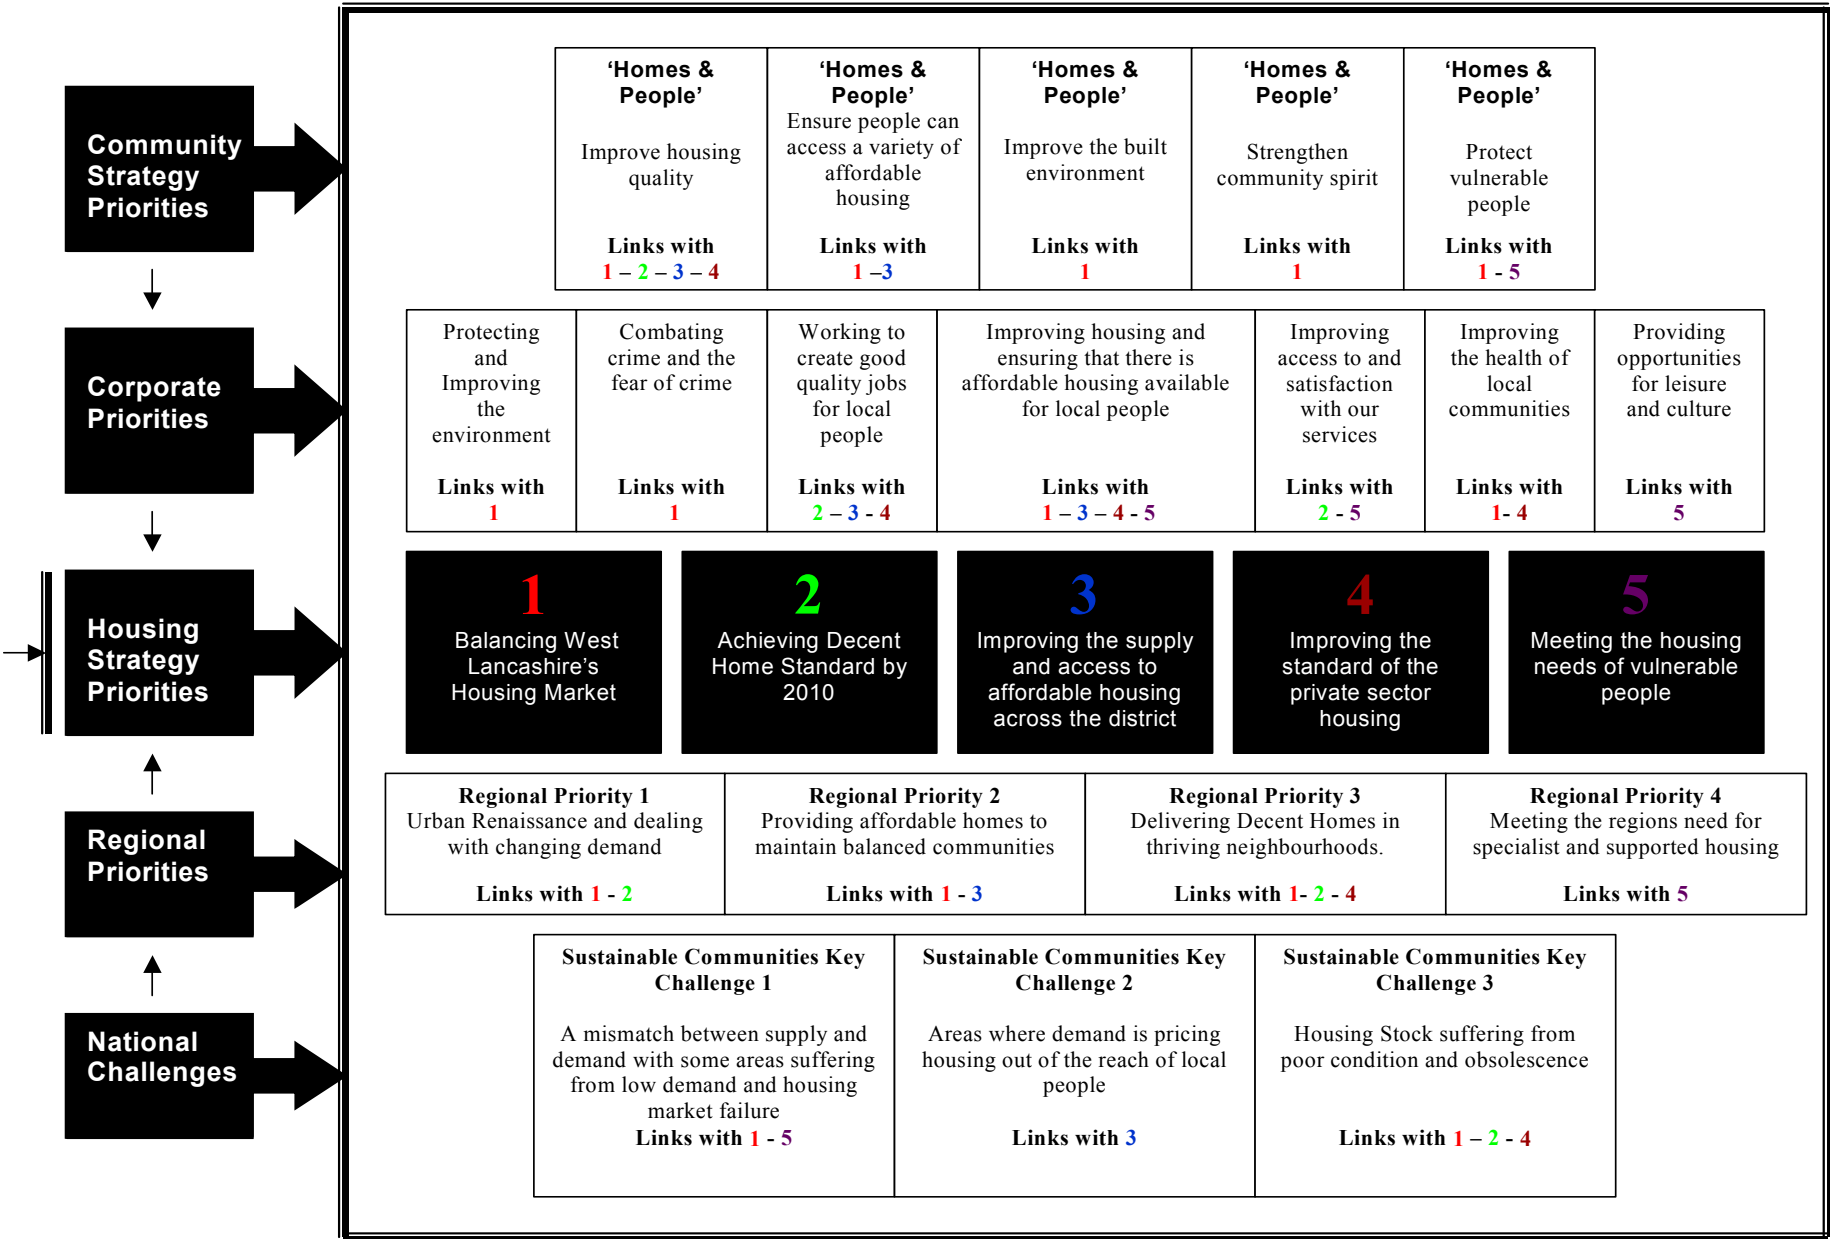 Community
Strategy
Priorities
‘Homes &
People’
Improve housing
quality
Links with
1 – 2 – 3 – 4
‘Homes &
People’
Ensure people can
access a variety of
affordable
housing
Links with
1 –3
‘Homes &
People’
Improve the built
environment
Links with
1
‘Homes &
People’
Strengthen
community spirit
Links with
1
‘Homes &
People’
Protect
vulnerable
people
Links with
1 - 5
Corporate
Priorities
Protecting
and
Improving
the
environment
Links with
1
Combating
crime and the
fear of crime
Links with
1
Working to
create good
quality jobs
for local
people
Links with
2 – 3 - 4
Improving housing and
ensuring that there is
affordable housing available
for local people
Links with
1 – 3 – 4 - 5
Improving
access to and
satisfaction
with our
services
Links with
2 - 5
Improving
the health of
local
communities
Links with
1- 4
Providing
opportunities
for leisure
and culture
Links with
5
Housing
Strategy
Priorities
1
Balancing West
Lancashire’s
Housing Market
2
Achieving Decent
Home Standard by
2010
3
Improving the supply
and access to
affordable housing
across the district
4
Improving the
standard of the
private sector
housing
5
Meeting the housing
needs of vulnerable
people
Regional
Priorities
Regional Priority 1
Urban Renaissance and dealing
with changing demand
Links with 1 - 2
Regional Priority 2
Providing affordable homes to
maintain balanced communities
Links with 1 - 3
Regional Priority 3
Delivering Decent Homes in
thriving neighbourhoods.
Links with 1- 2 - 4
Regional Priority 4
Meeting the regions need for
specialist and supported housing
Links with 5
National
Challenges
Sustainable Communities Key
Challenge 1
A mismatch between supply and
demand with some areas suffering
from low demand and housing
market failure
Links with 1 - 5
Sustainable Communities Key
Challenge 2
Areas where demand is pricing
housing out of the reach of local
people
Links with 3
Sustainable Communities Key
Challenge 3
Housing Stock suffering from
poor condition and obsolescence
Links with 1 – 2 - 4